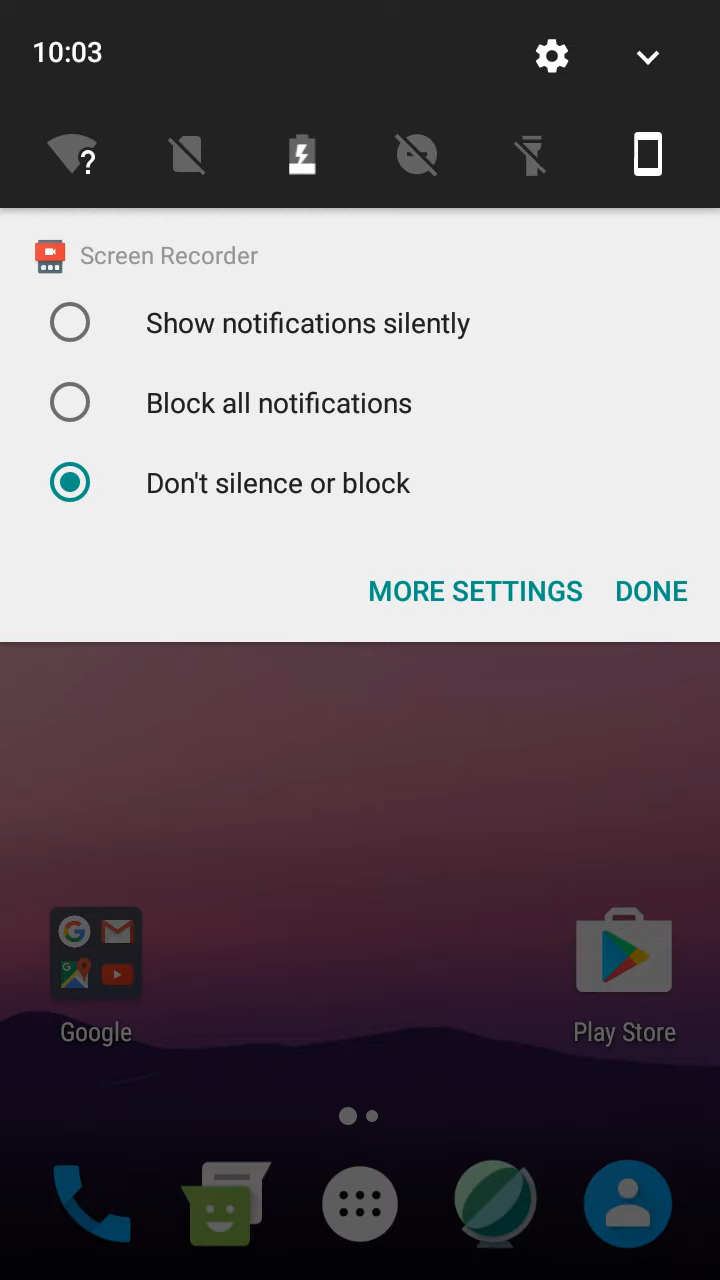 10:03
?
Screen Recorder
Show notifications silently
Block all notifications
Don't silence or block
MORE SETTINGS DONE
Google Play Store